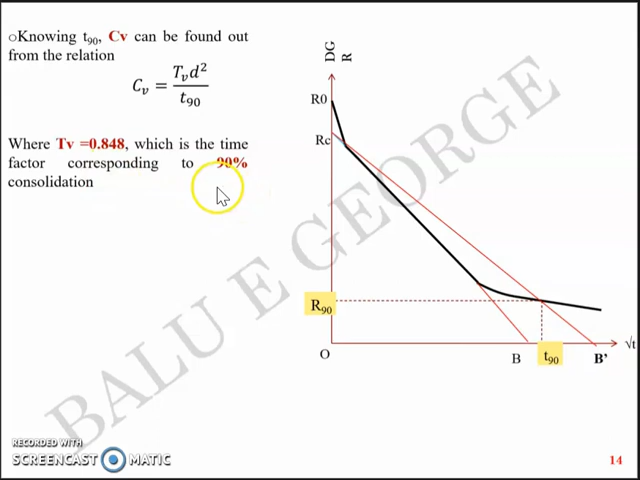 oKnowing t90, Cv can be found out
from the relation
Cv = Tvd²
t90
Where Tv =0.848, which is the time
factor corresponding to 90%
consolidation
DG
R
R0
Rc
R90
O
B
t90
B’
√t
BALU E GEORGE
RECORDED WITH
SCREENCAST MATIC
14